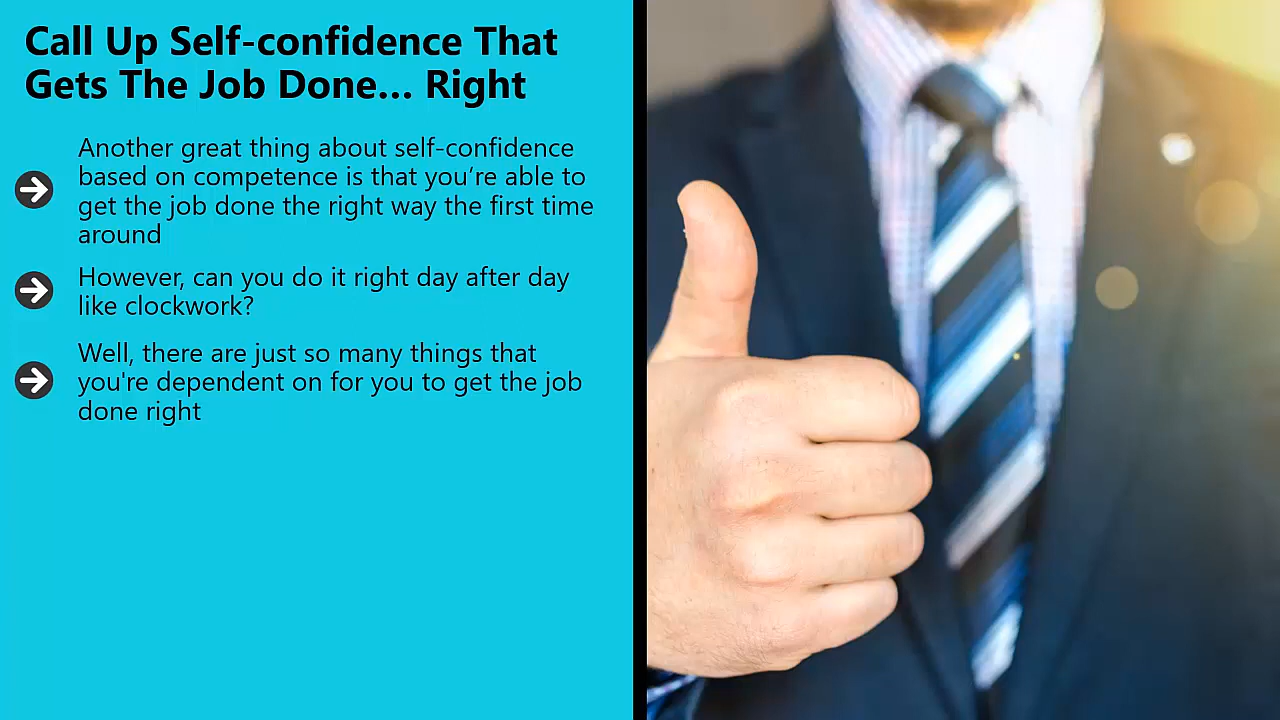 Call Up Self-confidence That
Gets The Job Done... Right
Another great thing about self-confidence
based on competence is that you’re able to
get the job done the right way the first time
around
However, can you do it right day after day
like clockwork?
Well, there are just so many things that
you're dependent on for you to get the job
done right